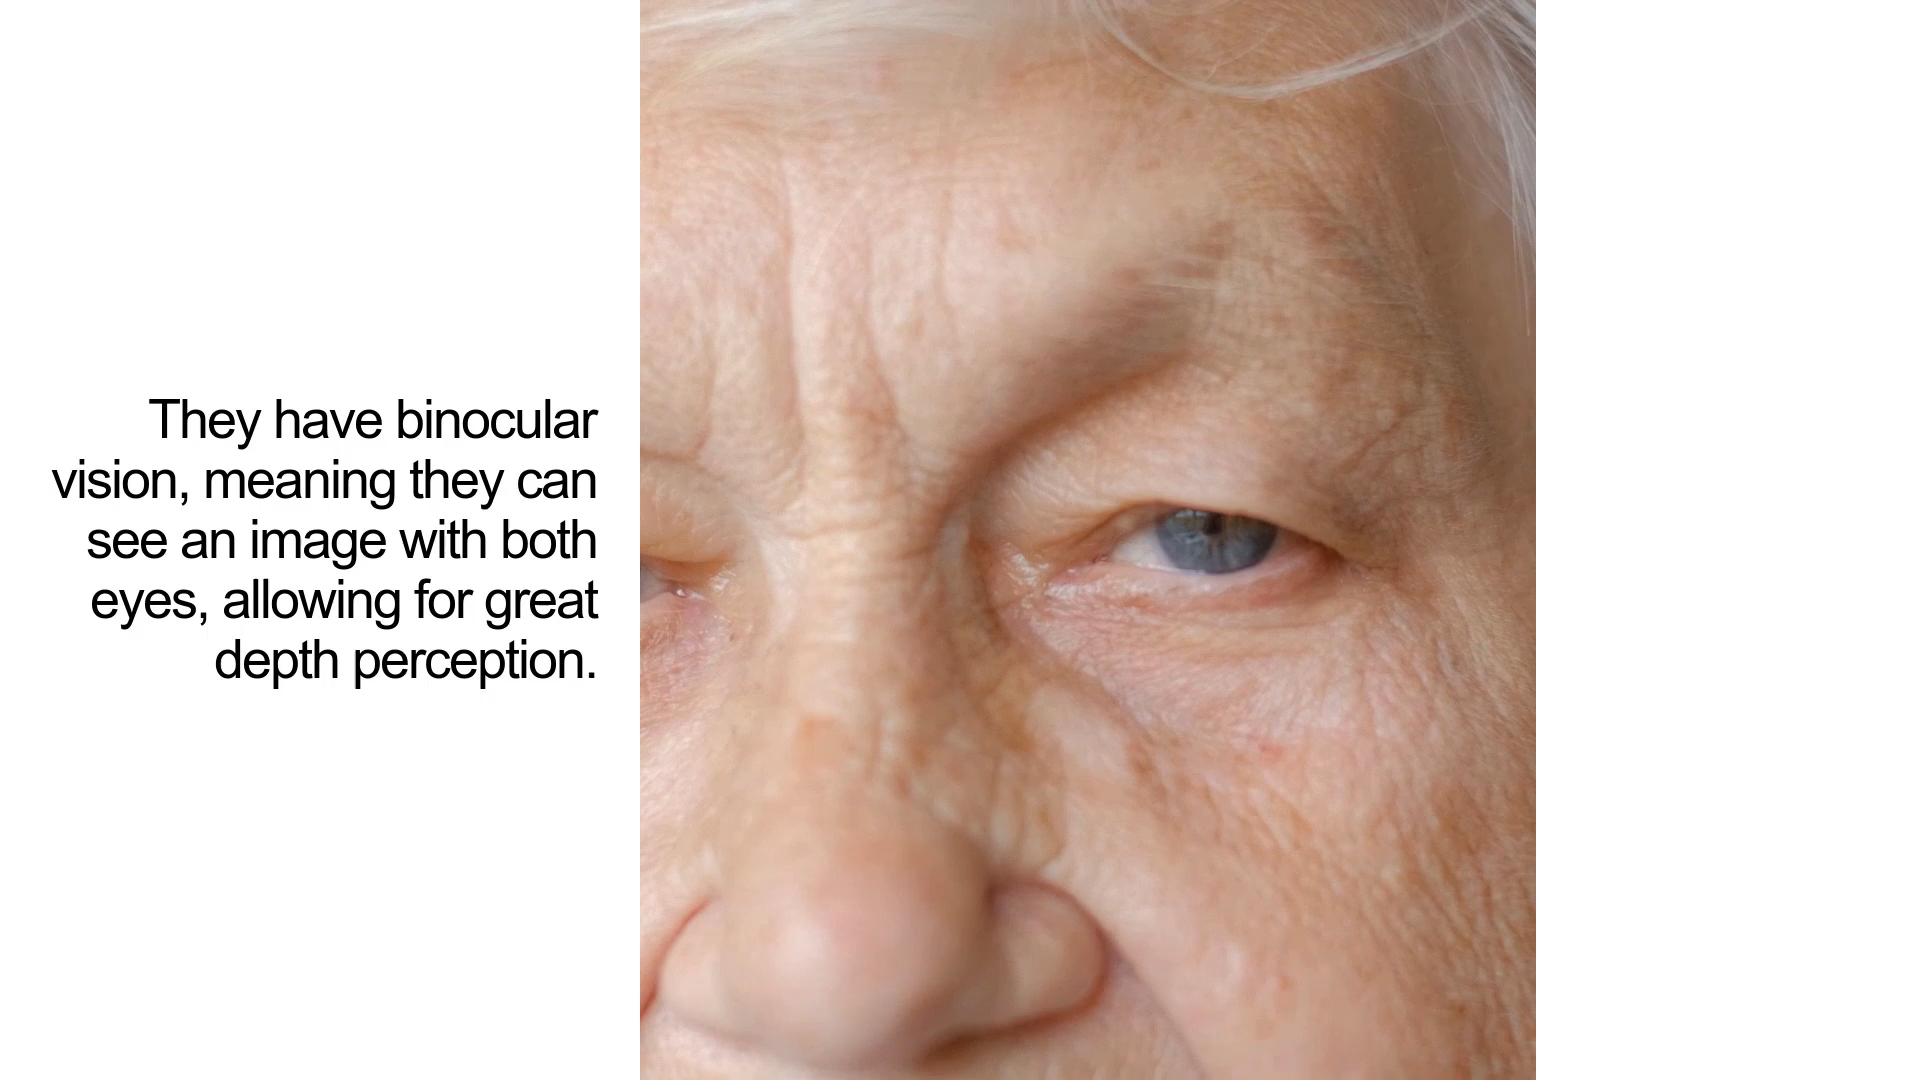 They have binocular
vision, meaning they can
see an image with both
eyes, allowing for great
depth perception.